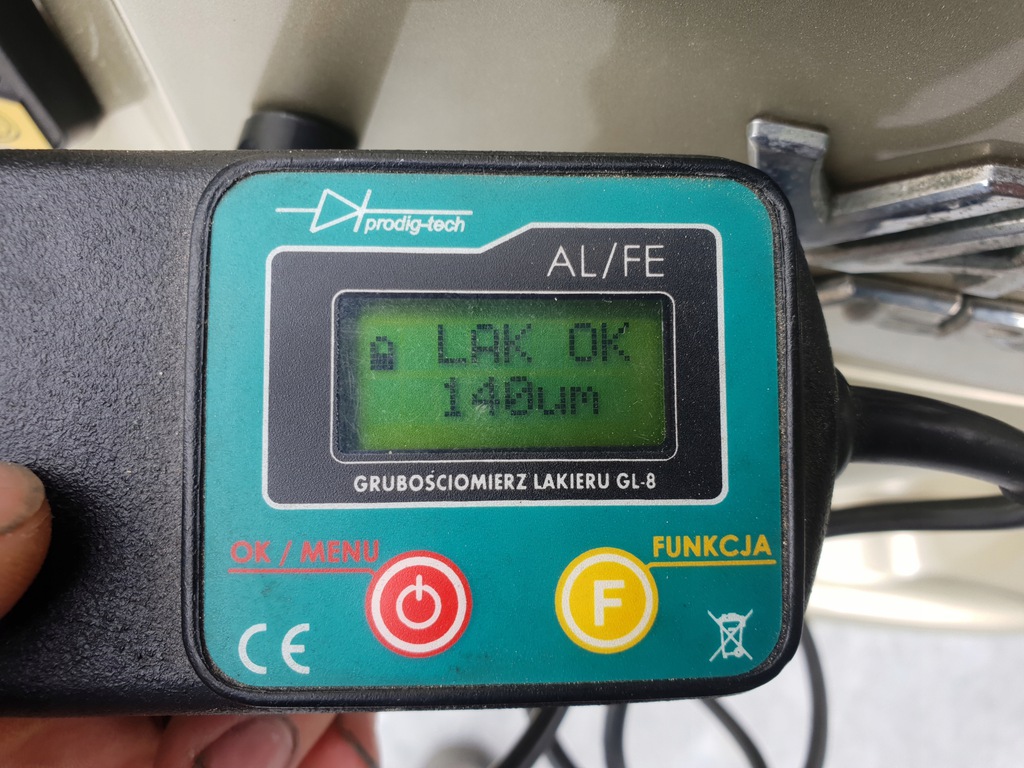 prodig-tech
AL/FE
LAK OK
140um
GRUBOŚCIOMIERZ LAKIERU GL-8
OK / MENU
FUNKCJA
F
CE